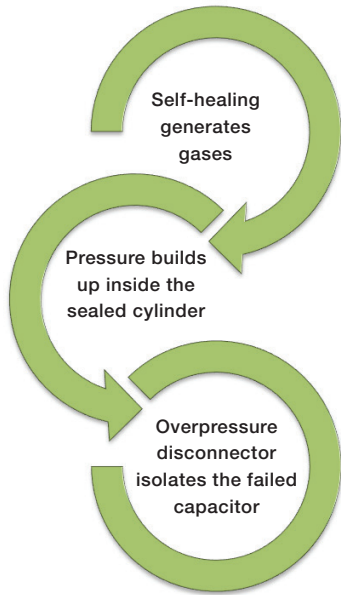 Self-healing
generates
gases
Pressure builds
up inside the
sealed cylinder
Overpressure
disconnector
isolates the failed
capacitor